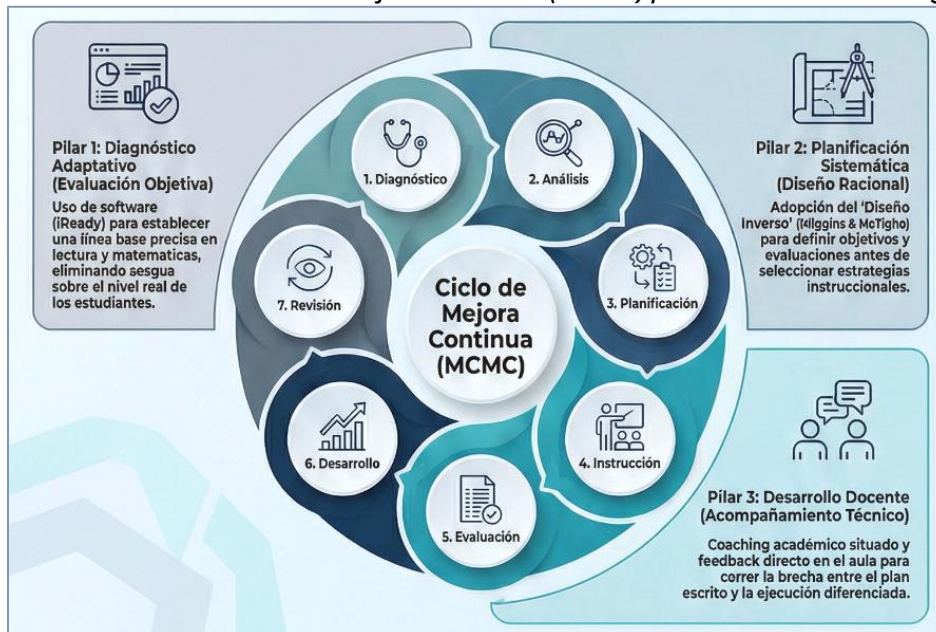 Pilar 1: Diagnóstico
Adaptativo
(Evaluación Objetiva)
Uso de software
(iReady) para establecer
una línea base precisa en
lectura y matematicas,
eliminando sesgua
sobre el nivel real de
los estudiantes.
1. Diagnóstico
2. Análisis
3. Planificación
4. Instrucción
5. Evaluación
6. Desarrollo
7. Revisión
Ciclo de
Mejora
Continua
(MCMC)
Pilar 2: Planificación
Sistemática
(Diseño Racional)
Adopción del ‘Diseño
Inverso’ &
para definir objetivos y
evaluaciones antes de
seleccionar estrategias
instruccionales.
Pilar 3: Desarrollo Docente
(Acompañamiento Técnico)
Coaching académico situado y
feedback directo en el aula para
correr la brecha entre el plan
escrito y la ejecución diferenciada.